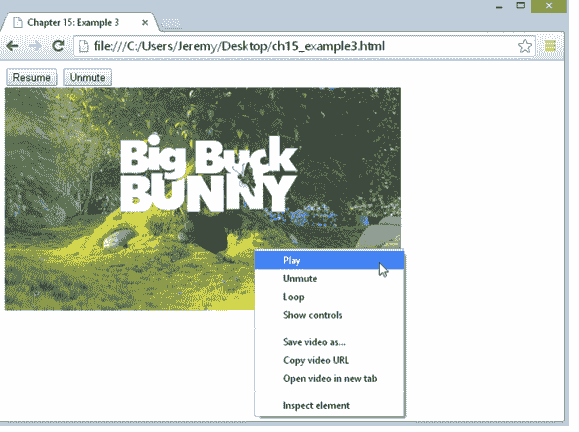 Chapter 15: Example 3
file:///C:/Users/Jeremy/Desktop/ch15_example3.html
Resume Unmute
Big Buck
BUNNY
Play
Unmute
Loop
Show controls
Save video as...
Copy video URL
Open video in new tab
Inspect element